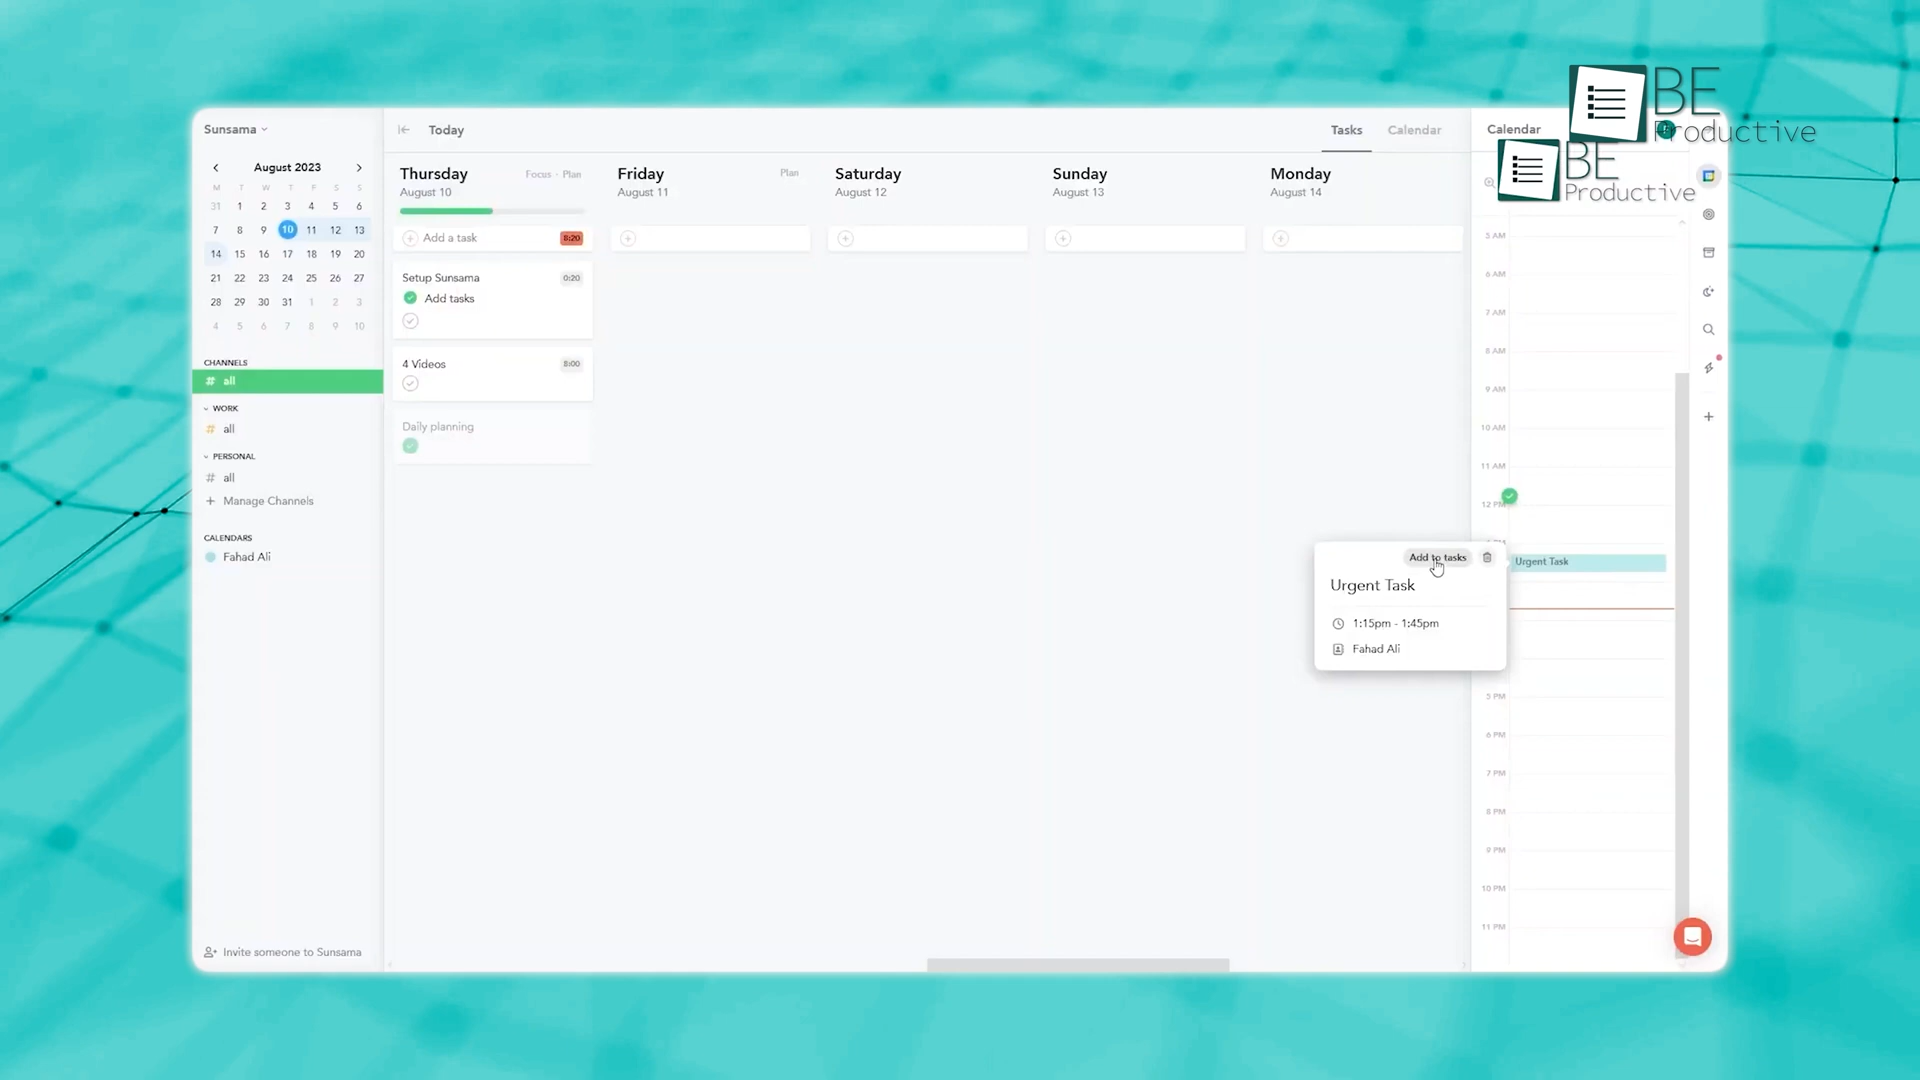 BE
Productive
BE
Productive
Sunsama
August 2023
M T W T F S S
31 1 2 3 4 5 6
7 8 9 10 11 12 13
14 15 16 17 18 19 20
21 22 23 24 25 26 27
28 29 30 31 1 2 3
4 5 6 7 8 9 10
CHANNELS
# all
WORK
# all
PERSONAL
# all
+ Manage Channels
CALENDARS
Fahad Ali
Invite someone to Sunsama
Today
Tasks
Calendar
Thursday
August 10
Focus · Plan
Add a task
8:20
Setup Sunsama
0:20
Add tasks
4 Videos
8:00
Daily planning
Friday
August 11
Plan
Saturday
August 12
Sunday
August 13
Monday
August 14
Add to tasks
Urgent Task
1:15pm - 1:45pm
Fahad Ali
Calendar
5 AM
6 AM
7 AM
8 AM
9 AM
10 AM
11 AM
12 PM
Urgent Task
5 PM
6 PM
7 PM
8 PM
9 PM
10 PM
11 PM